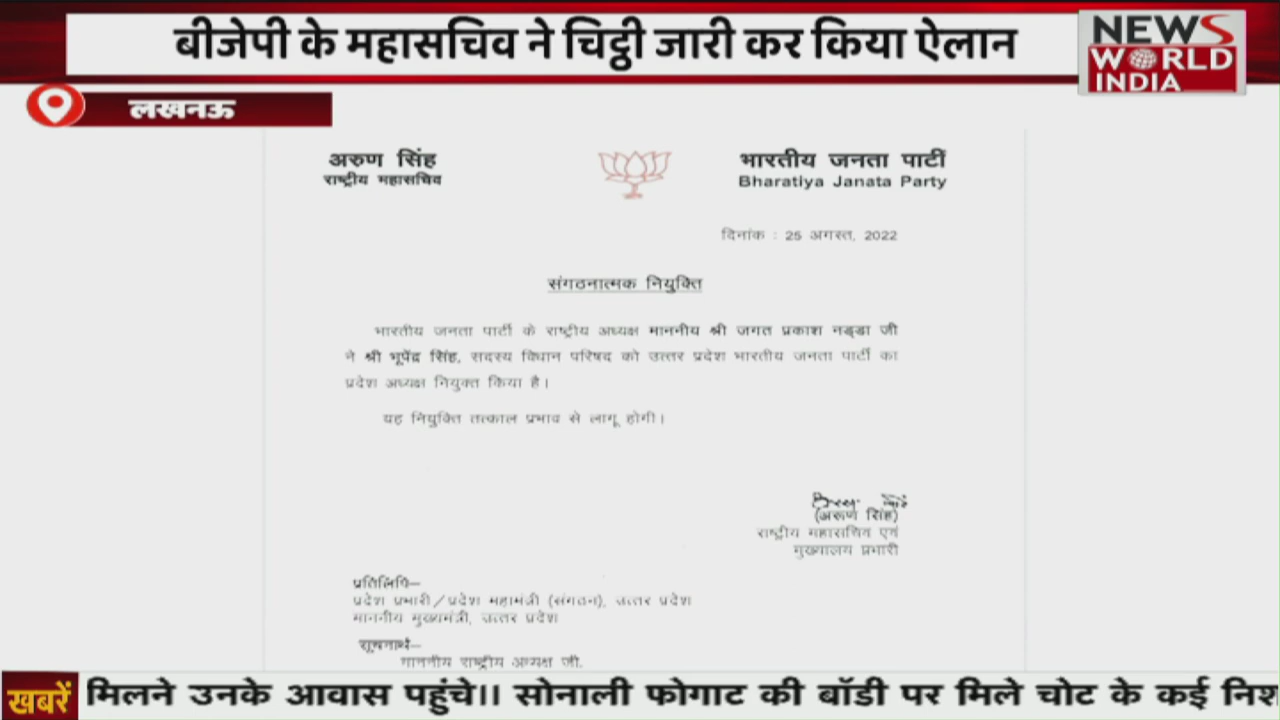 बीजेपी के महासचिव ने चिट्ठी जारी कर किया ऐलान
NEWS
WORLD
INDIA
लखनऊ
अरुण सिंह
राष्ट्रीय महासचिव
भारतीय जनता पार्टी
Bharatiya Janata Party
दिनांक : 25 अगस्त, 2022
संगठनात्मक नियुक्ति
भारतीय जनता पार्टी के राष्ट्रीय अध्यक्ष माननीय श्री जगत प्रकाश नड्डा जी
ने श्री भूपेंद्र सिंह, सदस्य विधान परिषद को उत्तर प्रदेश भारतीय जनता पार्टी का
प्रदेश अध्यक्ष नियुक्त किया है।
यह नियुक्ति तत्काल प्रभाव से लागू होगी।
(अरूण सिंह)
राष्ट्रीय महासचिव एवं
मुख्यालय प्रभारी
प्रतिलिपि–
प्रदेश प्रभारी/प्रदेश महामंत्री (संगठन), उत्तर प्रदेश
माननीय मुख्यमंत्री, उत्तर प्रदेश
सूचनार्थ–
माननीय राष्ट्रीय अध्यक्ष जी.
खबरें मिलने उनके आवास पहुंचे।। सोनाली फोगाट की बॉडी पर मिले चोट के कई निश